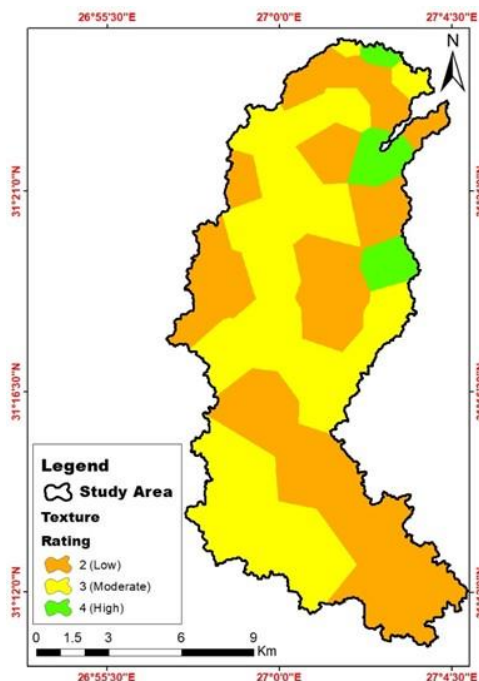 26°55'30"E 27°0'0"E 27°4'30"E
N
31°21'0"N
31°16'30"N
31°12'0"N
Legend
Study Area
Texture
Rating
2 (Low)
3 (Moderate)
4 (High)
0 1.5 3 6 9
Km
26°55'30"E 27°0'0"E 27°4'30"E